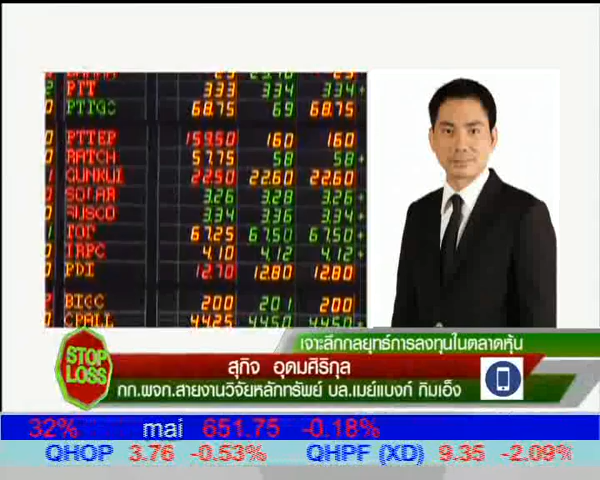 PTT 333 334 334
PTTGC 68.75 69 68.75
PTTEP 159.50 160 160
RATCH 57.75 58 58
GUNKUL 22.50 22.60 22.60
SOLAR 3.26 3.28 3.26
SUSCO 3.34 3.36 3.34
TOP 67.25 67.50 67.50
IRPC 4.10 4.12 4.12
PDI 12.70 12.80 12.80
BIGC 200 201 200
CPALL 44.25 44.50 44.50
เจาะลึกกลยุทธ์การลงทุนในตลาดหุ้น
STOP LOSS
สุกิจ อุดมศิริกุล
กก.ผจก.สายงานวิจัยหลักทรัพย์ บล.เมย์แบงก์ กิมเอ็ง
32% mai 651.75 -0.18%
QHOP 3.76 -0.53% QHPF (XD) 9.35 -2.09%